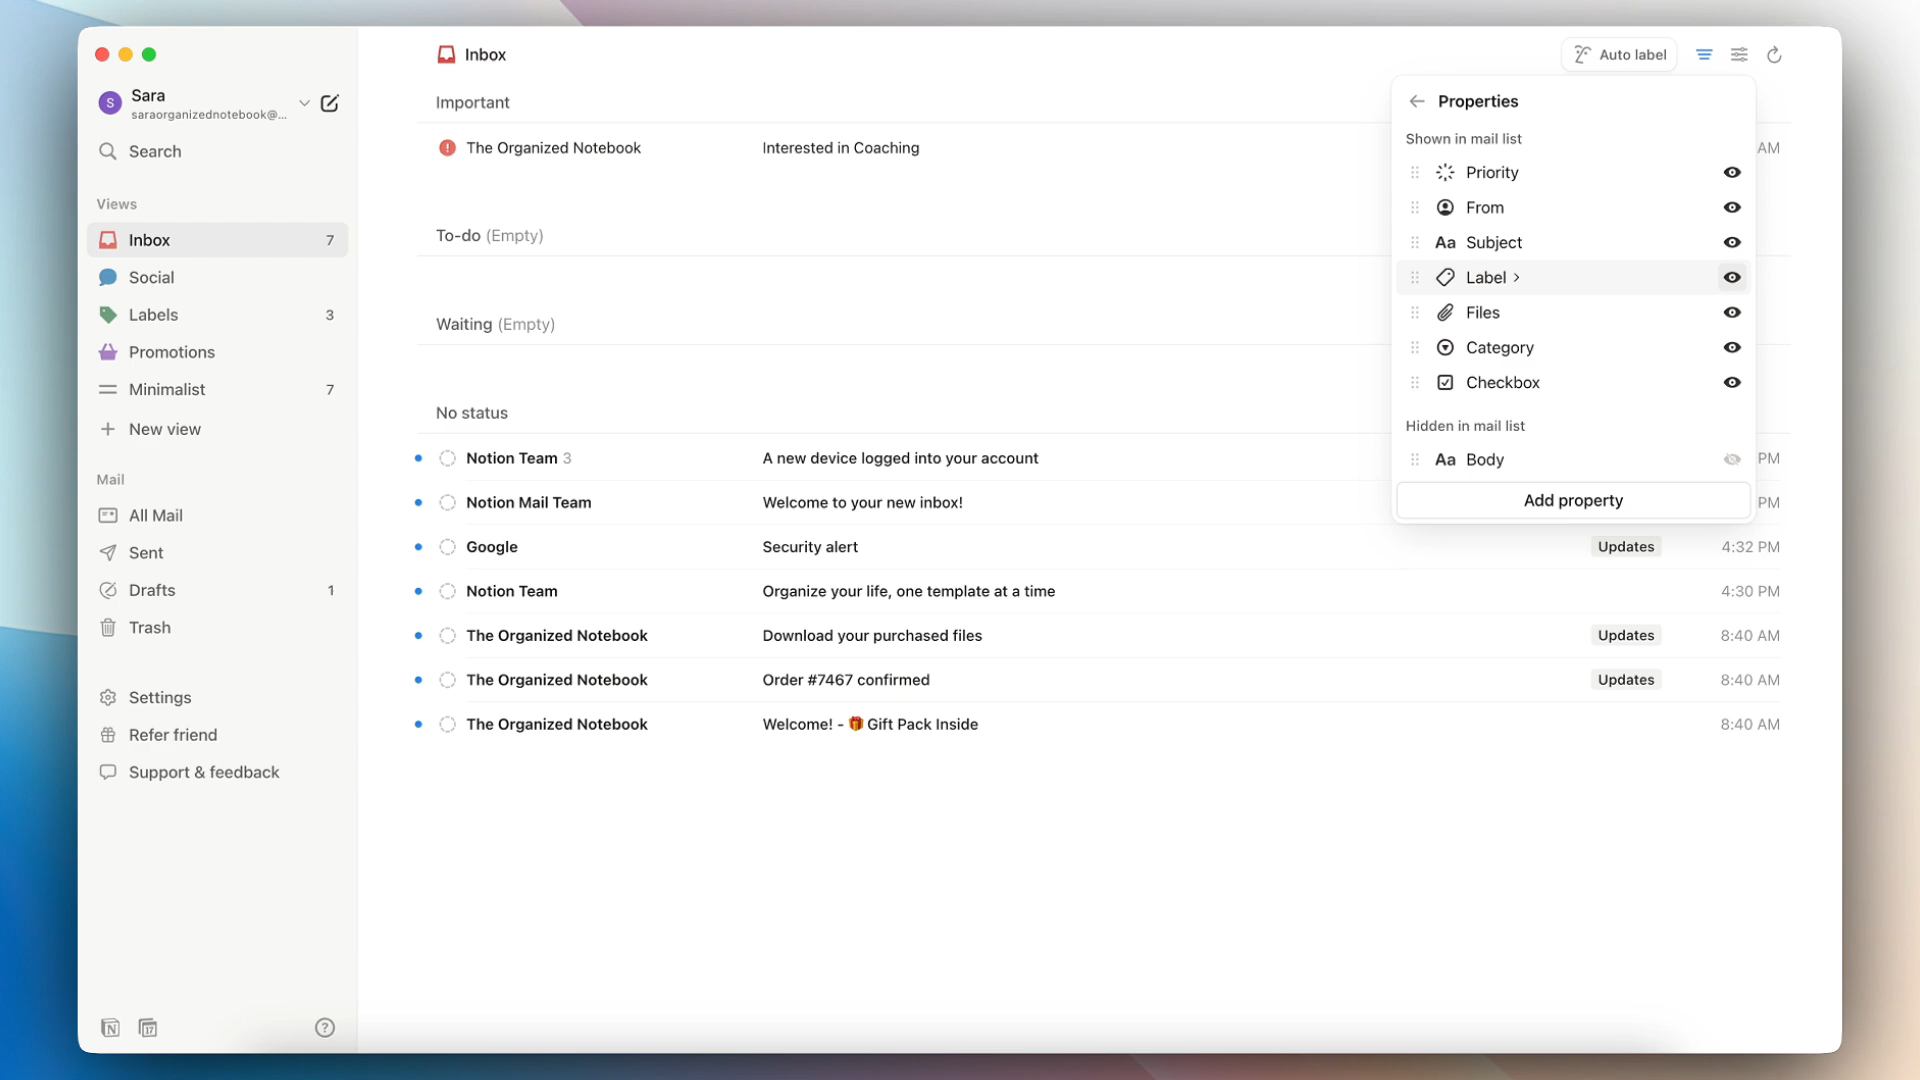 S
Sara
saraorganizednotebook@...
Search
Views
Inbox 7
Social
Labels 3
Promotions
Minimalist 7
New view
Mail
All Mail
Sent
Drafts 1
Trash
Settings
Refer friend
Support & feedback
N
17
?
Inbox
Auto label
Important
! The Organized Notebook Interested in Coaching AM
To-do (Empty)
Waiting (Empty)
No status
Notion Team 3 A new device logged into your account PM
Notion Mail Team Welcome to your new inbox! PM
Google Security alert Updates 4:32 PM
Notion Team Organize your life, one template at a time 4:30 PM
The Organized Notebook Download your purchased files Updates 8:40 AM
The Organized Notebook Order #7467 confirmed Updates 8:40 AM
The Organized Notebook Welcome! - 🎁 Gift Pack Inside 8:40 AM
Properties
Shown in mail list
Priority
From
Aa Subject
Label
Files
Category
Checkbox
Hidden in mail list
Aa Body
Add property